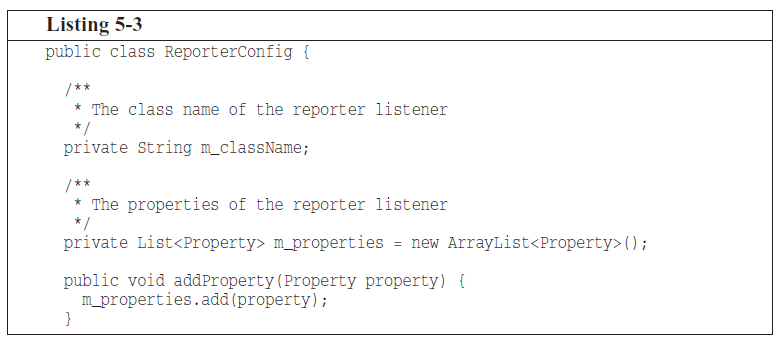 Listing 5-3
public class ReporterConfig {
/**
* The class name of the reporter listener
*/
private String m_className;
/**
* The properties of the reporter listener
*/
private List<Property> m_properties = new ArrayList<Property>();
public void addProperty(Property property) {
m_properties.add(property);
}